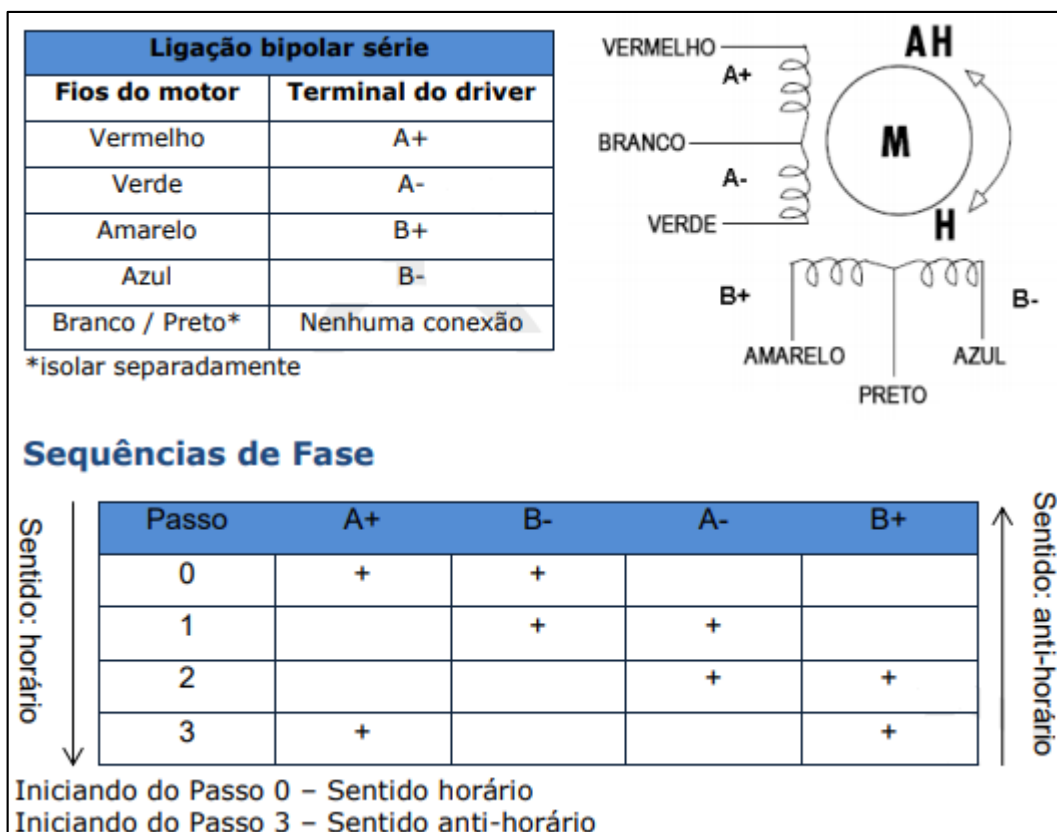 Ligação bipolar série
Fios do motor Terminal do driver
Vermelho A+
Verde A-
Amarelo B+
Azul B-
Branco / Preto* Nenhuma conexão
*isolar separadamente
VERMELHO
A+
BRANCO
A-
VERDE
AH
M
H
B+
B-
AMARELO
AZUL
PRETO
Sequências de Fase
Sentido: horário
Passo A+ B- A- B+
0 + +
1 + +
2 + +
3 + +
Sentido: anti-horário
Iniciando do Passo 0 – Sentido horário
Iniciando do Passo 3 – Sentido anti-horário